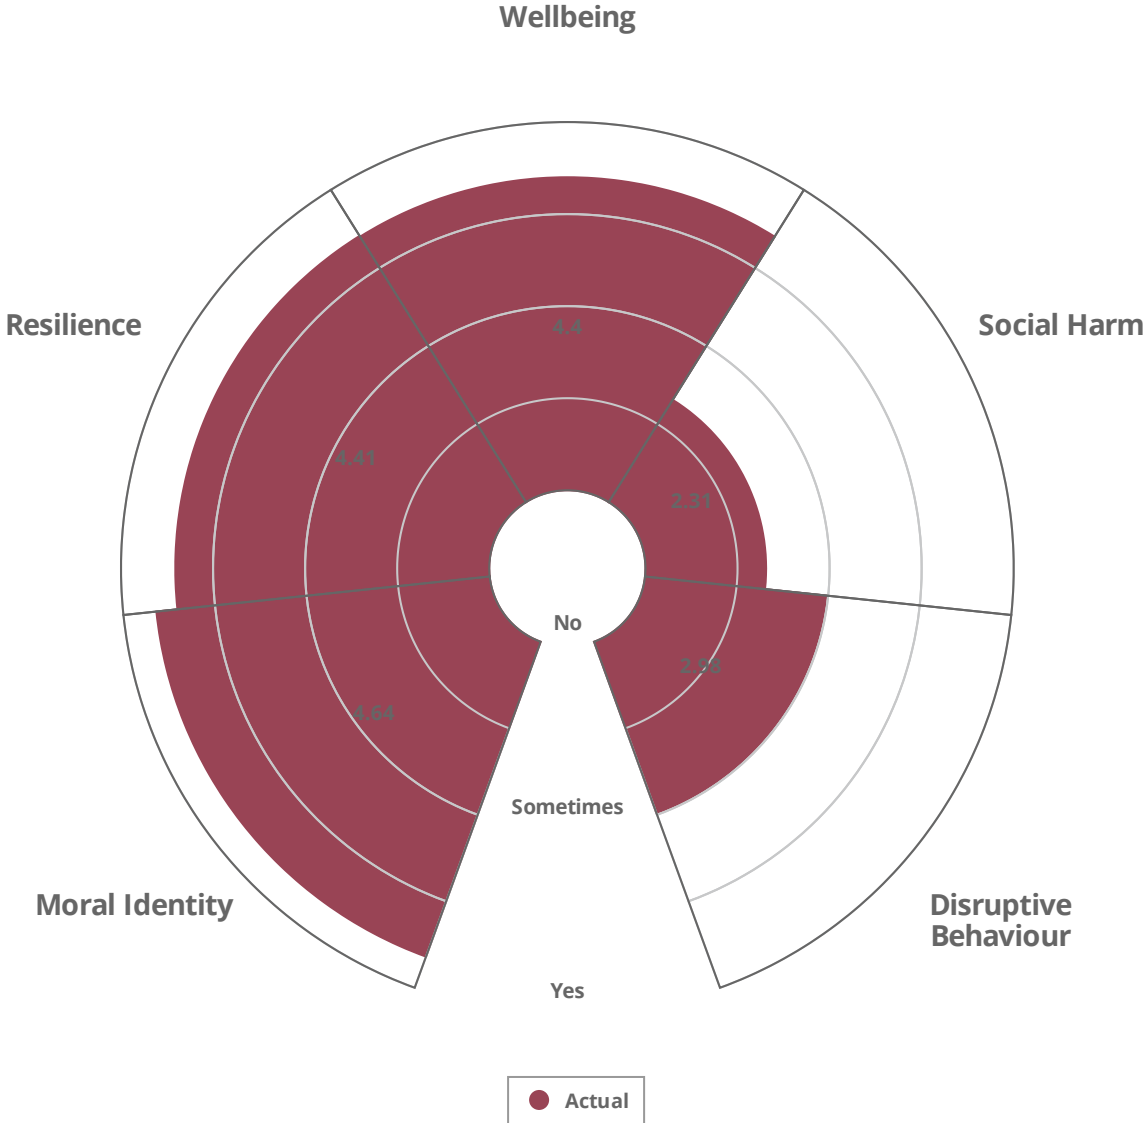 Wellbeing
Resilience
Social Harm
4.4
4.41
2.31
No
2.98
4.64
Sometimes
Moral Identity
Disruptive
Behaviour
Yes
Actual